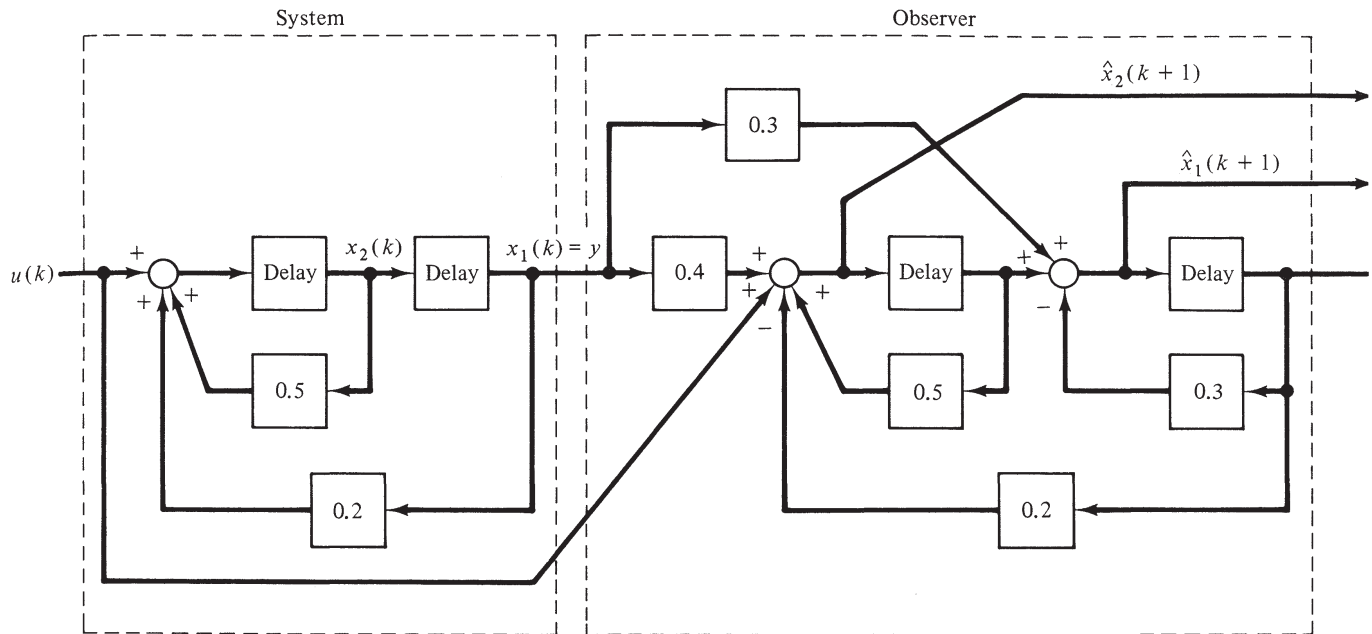 System
Observer
x̂₂(k + 1)
0.3
x̂₁(k + 1)
u(k)
+
+
+
Delay
x₂(k)
Delay
x₁(k) = y
0.4
+
+
+
−
Delay
+
+
−
Delay
0.5
0.5
0.3
0.2
0.2